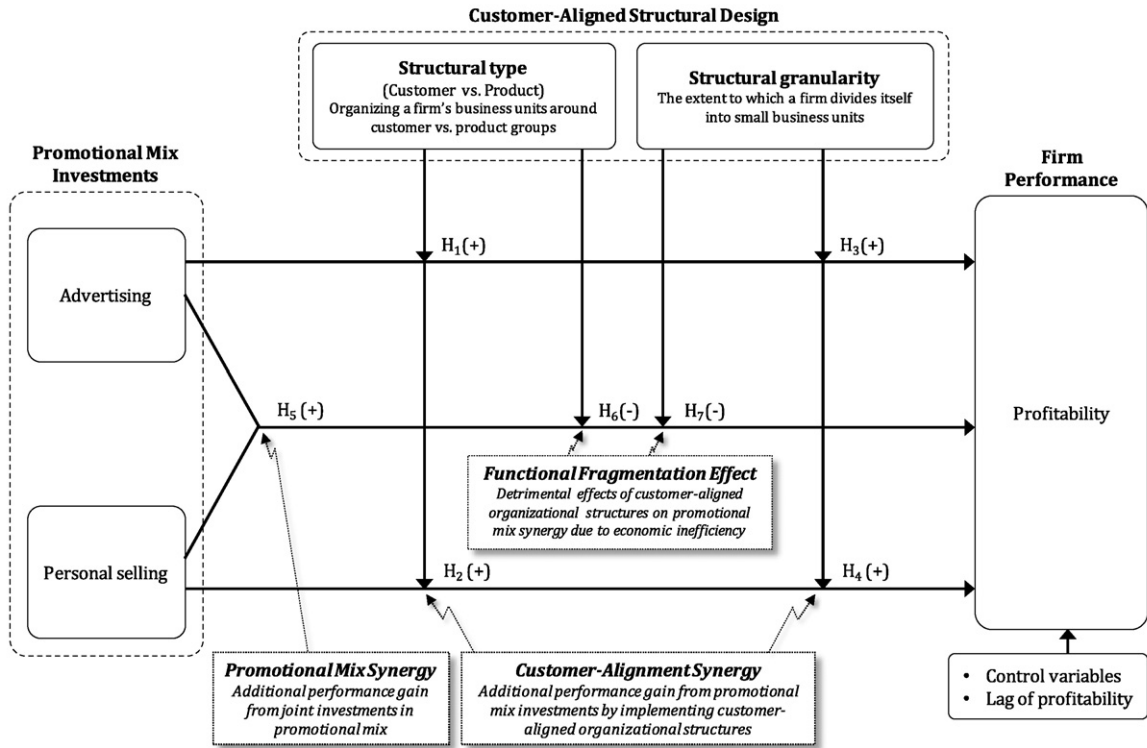 Customer-Aligned Structural Design
Structural type
(Customer vs. Product)
Organizing a firm's business units around
customer vs. product groups
Structural granularity
The extent to which a firm divides itself
into small business units
Promotional Mix
Investments
Firm
Performance
Advertising
Personal selling
H1(+)
H3(+)
H5 (+)
H6(-)
H7(-)
Profitability
Functional Fragmentation Effect
Detrimental effects of customer-aligned
organizational structures on promotional
mix synergy due to economic inefficiency
H2 (+)
H4 (+)
Promotional Mix Synergy
Additional performance gain
from joint investments in
promotional mix
Customer-Alignment Synergy
Additional performance gain from promotional
mix investments by implementing customer-
aligned organizational structures
• Control variables
• Lag of profitability